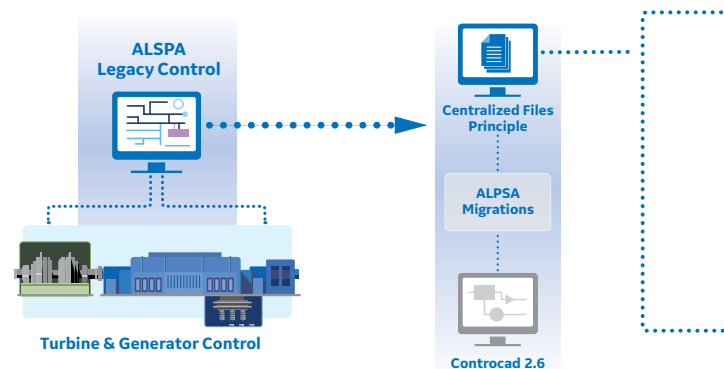 ALSPA
Legacy Control
Turbine & Generator Control
Centralized Files
Principle
ALPSA
Migrations
Controcad 2.6